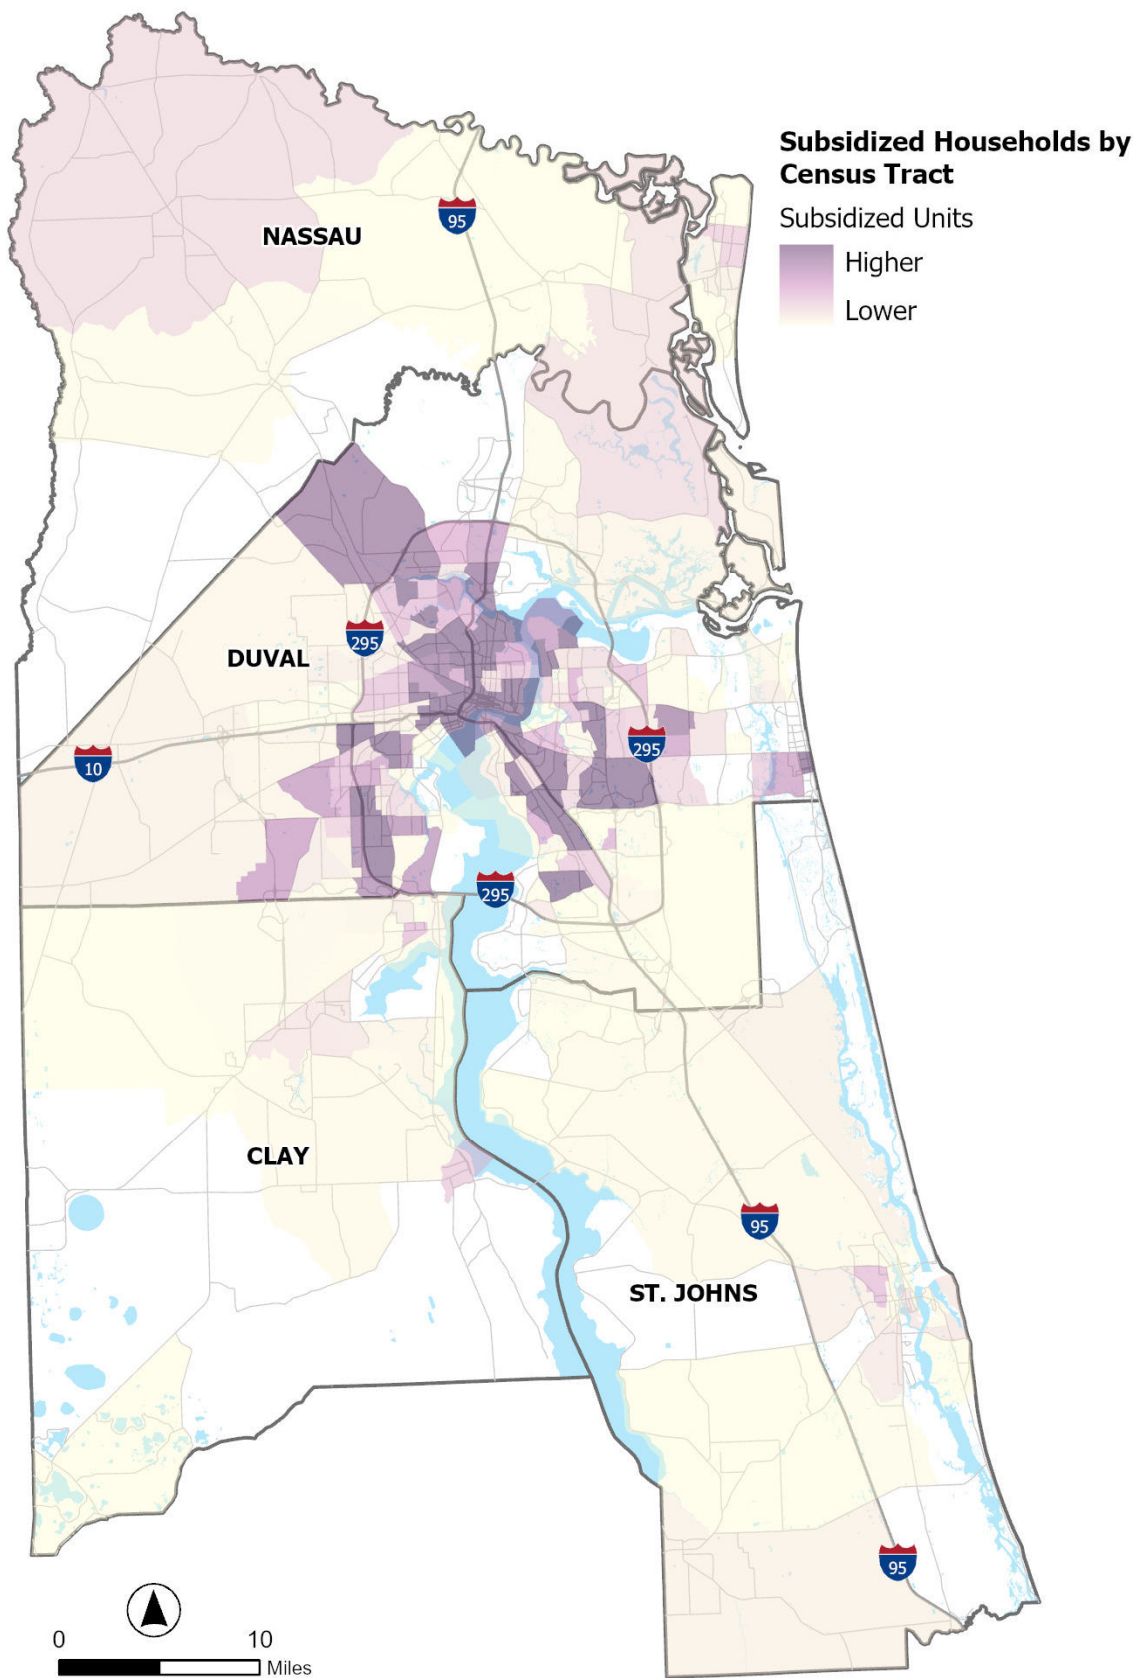 Subsidized Households by
Census Tract
Subsidized Units
Higher
Lower
95
NASSAU
295
DUVAL
295
10
295
CLAY
95
ST. JOHNS
95
0 10
Miles